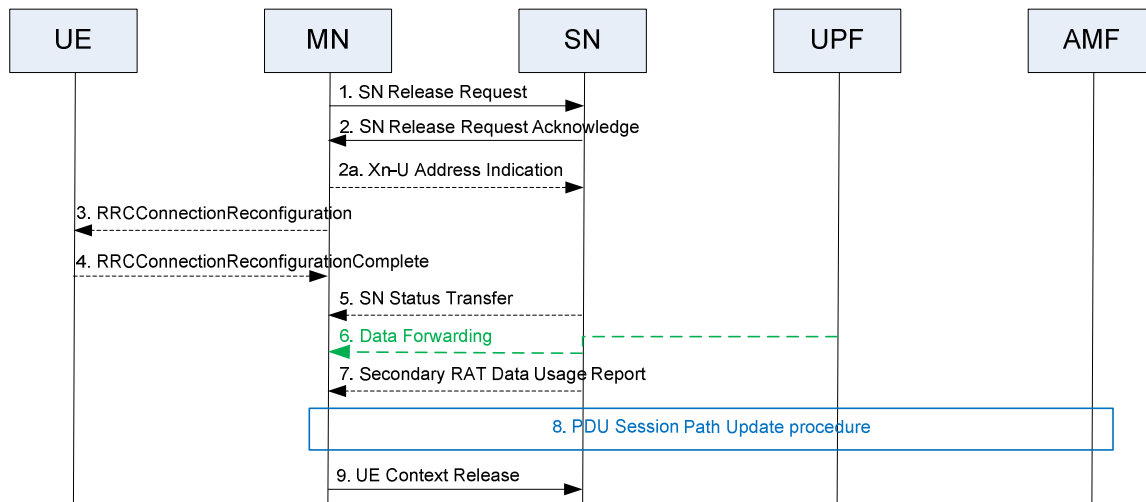 UE
MN
SN
UPF
AMF
1. SN Release Request
2. SN Release Request Acknowledge
2a. Xn-U Address Indication
3. RRCConnectionReconfiguration
4. RRCConnectionReconfigurationComplete
5. SN Status Transfer
6. Data Forwarding
7. Secondary RAT Data Usage Report
8. PDU Session Path Update procedure
9. UE Context Release